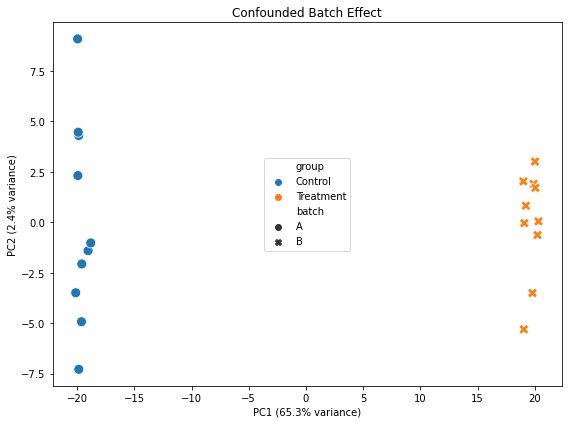 Confounded Batch Effect
PC2 (2.4% variance)
7.5
5.0
2.5
0.0
−2.5
−5.0
−7.5
group
Control
Treatment
batch
A
B
−20
−15
−10
−5
0
5
10
15
20
PC1 (65.3% variance)